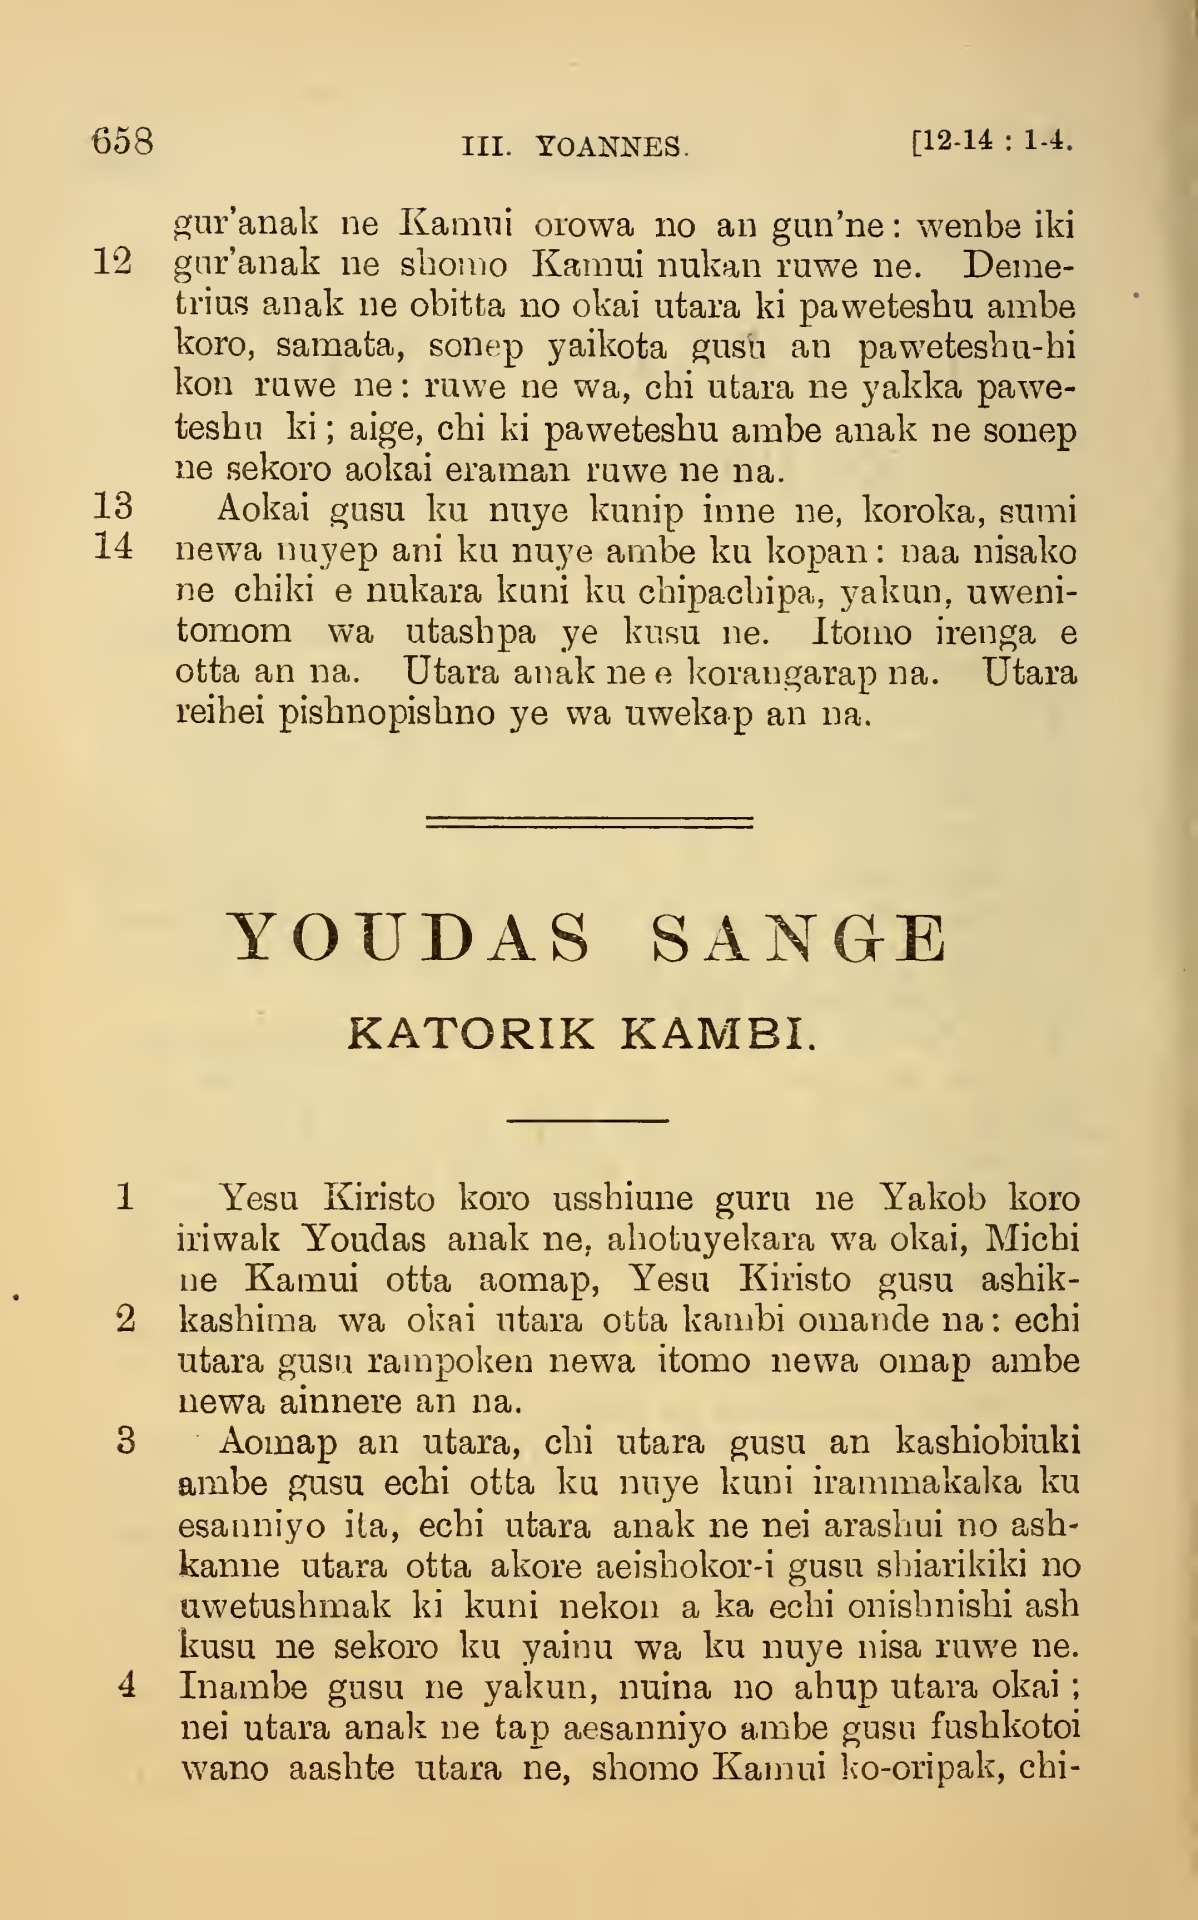 658 III. YOANNES. [12-14 : 1-4.
gur’anak ne Kamui orowa no an gun’ne : wenbe iki
12 gur’anak ne shomo Kamui nukan ruwe ne. Deme-
trius anak ne obitta no okai utara ki paweteshu ambe
koro, samata, sonep yaikota gusu an paweteshu-hi
kon ruwe ne : ruwe ne wa, chi utara ne yakka pawe-
teshu ki ; aige, chi ki paweteshu ambe anak ne sonep
ne sekoro aokai eraman ruwe ne na.
13 Aokai gusu ku nuye kunip inne ne, koroka, sumi
14 newa nuyep ani ku nuye ambe ku kopan : naa nisako
ne chiki e nukara kuni ku chipachipa, yakun, uweni-
tomom wa utashpa ye kusu ne. Itomo irenga e
otta an na. Utara anak ne e korangarap na. Utara
reihei pishnopishno ye wa uwekap an na.
YOUDAS SANGE
KATORIK KAMBI.
1 Yesu Kiristo koro usshiune guru ne Yakob koro
iriwak Youdas anak ne, ahotuyekara wa okai, Michi
ne Kamui otta aomap, Yesu Kiristo gusu ashik-
2 kashima wa okai utara otta kambi omande na : echi
utara gusu rampoken newa itomo newa omap ambe
newa ainnere an na.
3 Aomap an utara, chi utara gusu an kashiobiuki
ambe gusu echi otta ku nuye kuni irammakaka ku
esanniyo ita, echi utara anak ne nei arashui no ash-
kanne utara otta akore aeishokor-i gusu shiarikiki no
uwetushmak ki kuni nekon a ka echi onishnishi ash
kusu ne sekoro ku yainu wa ku nuye nisa ruwe ne.
4 Inambe gusu ne yakun, nuina no ahup utara okai ;
nei utara anak ne tap aesanniyo ambe gusu fushkotoi
wano aashte utara ne, shomo Kamui ko-oripak, chi-